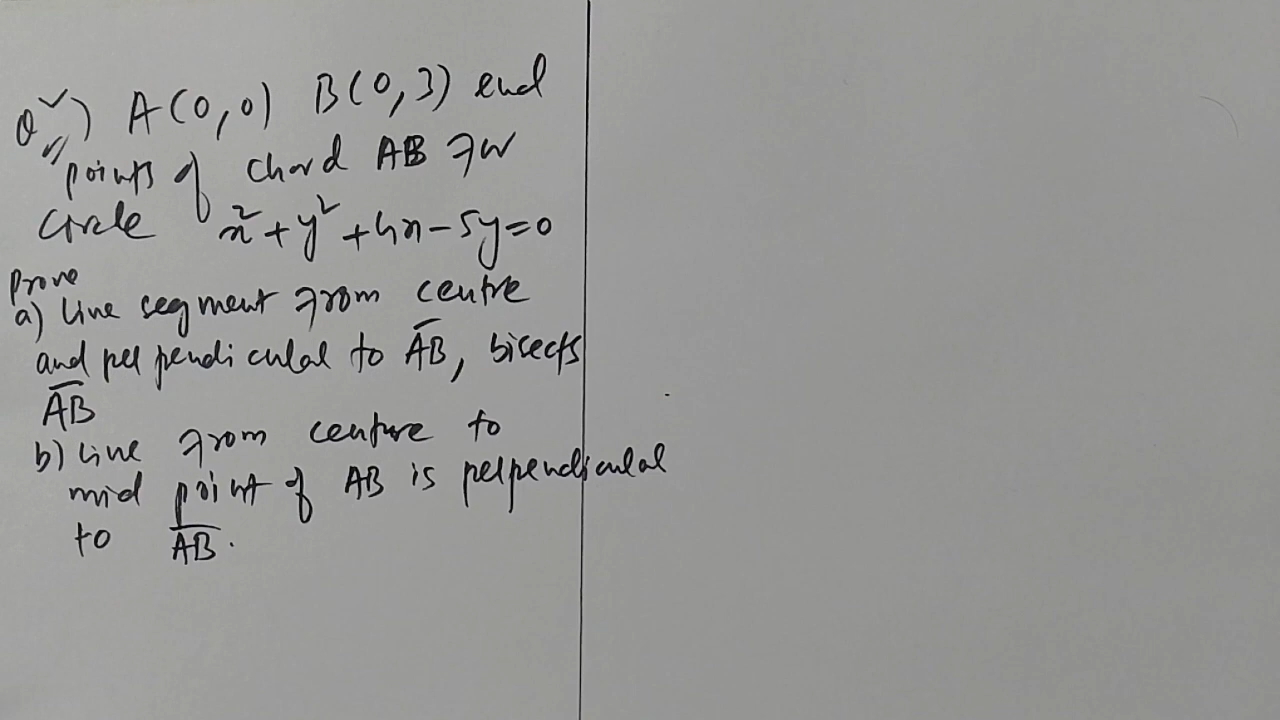 Q) A(0,0) B(0,3) end
points of chord AB for
circle x²+y²+4x-5y=0
Prove
a) Line segment from centre
and perpendicular to AB, bisects
AB
b) Line from centure to
mid point of AB is perpendicular
to AB.